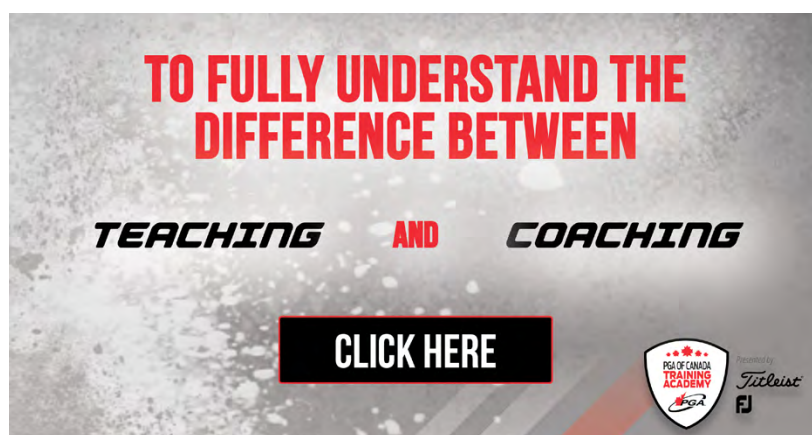 TO FULLY UNDERSTAND THE
DIFFERENCE BETWEEN
TEACHING AND COACHING
CLICK HERE
PGA OF CANADA
TRAINING
ACADEMY
PGA
Presented by
Titleist
FJ